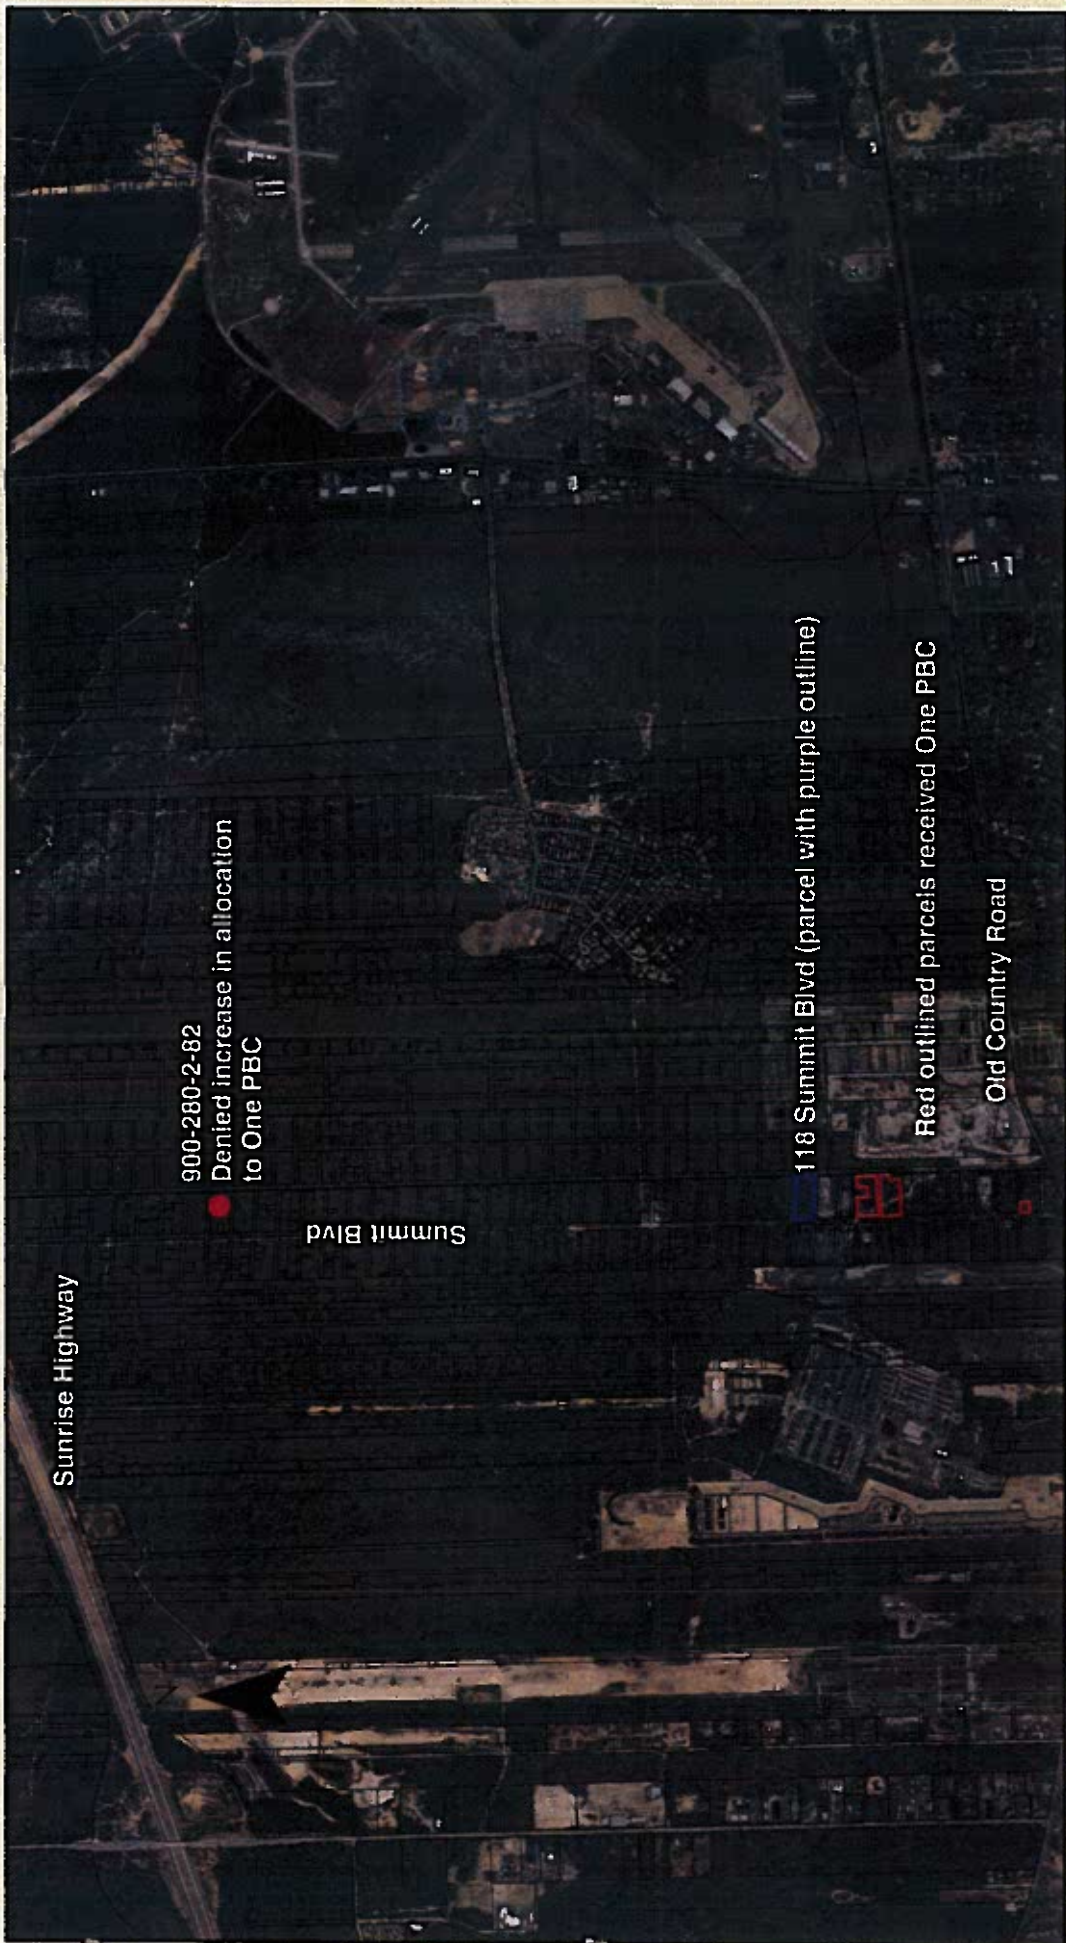 Sunrise Highway
900-280-2-82
Denied increase in allocation
to One PBC
Summit Blvd
118 Summit Blvd (parcel with purple outline)
Red outlined parcels received One PBC
Old Country Road
N